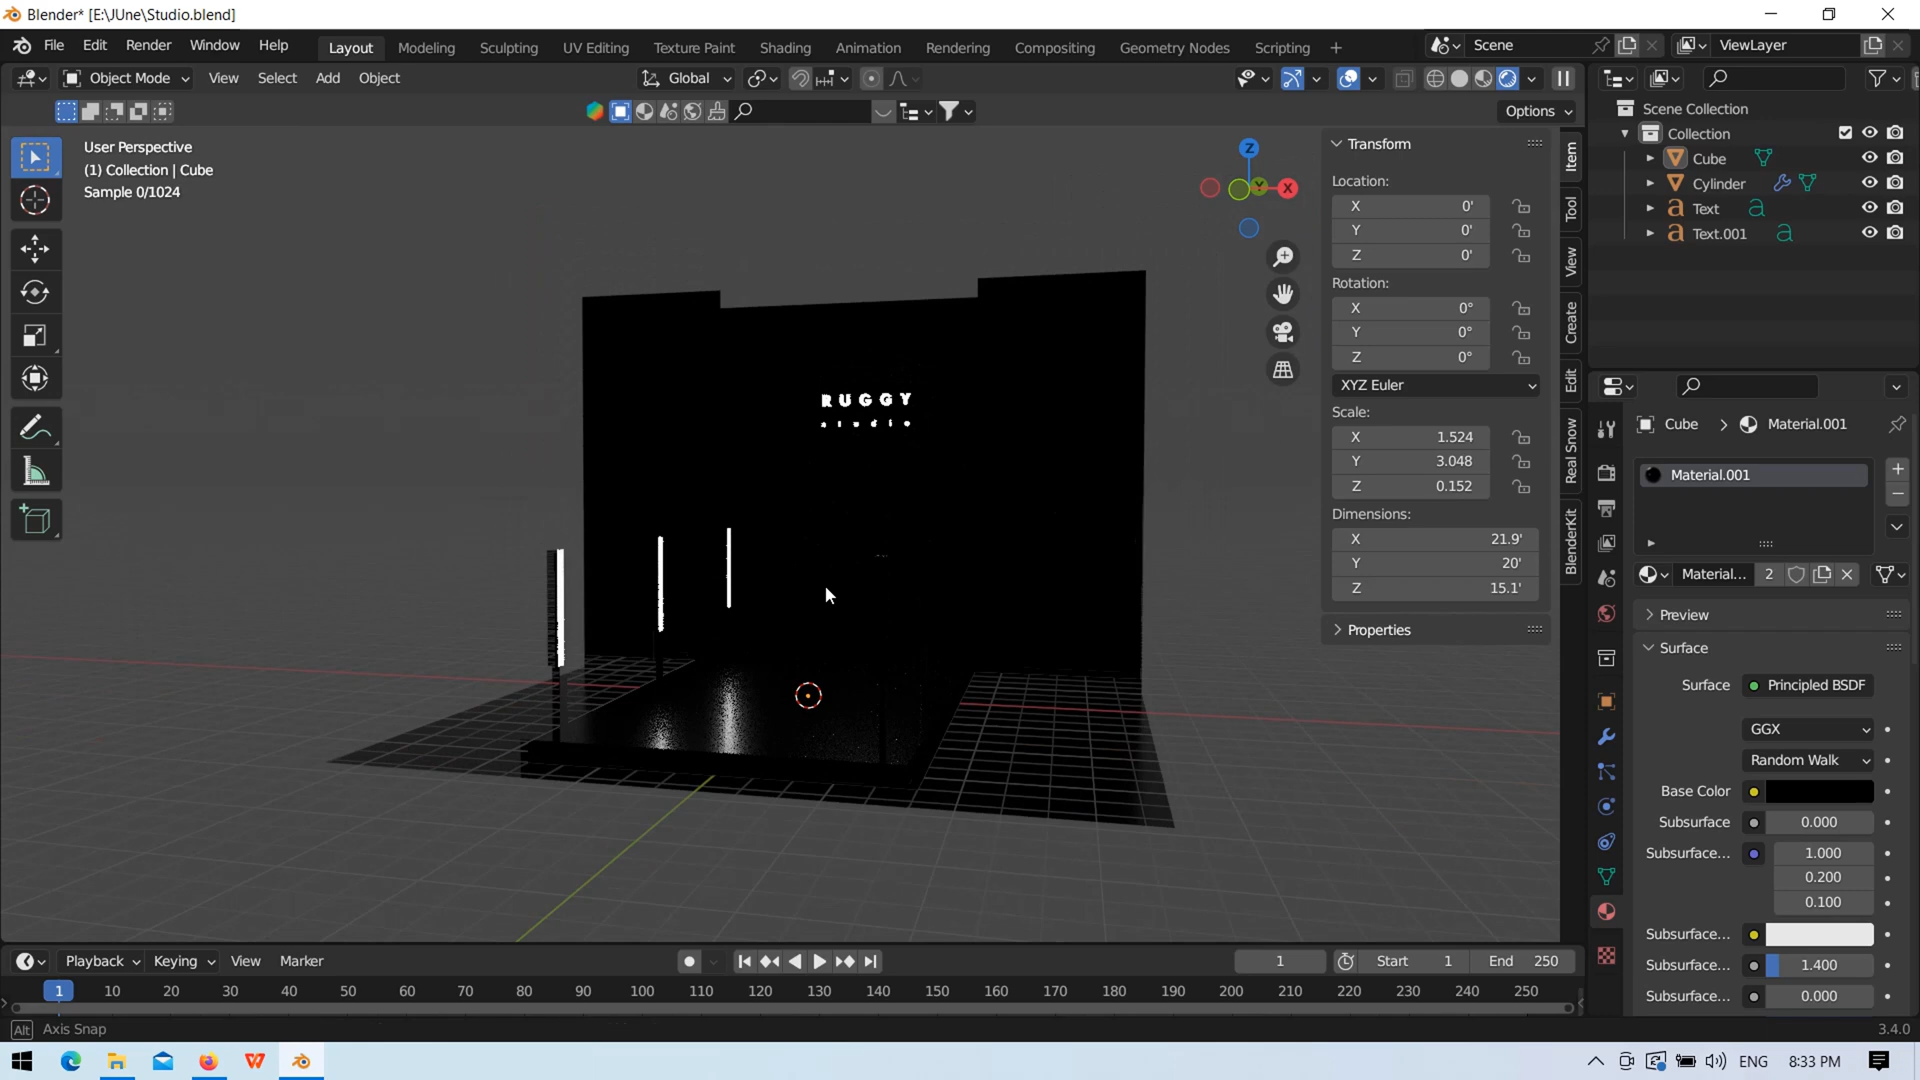 Blender* [E:\JUne\Studio.blend]
File Edit Render Window Help
Layout Modeling Sculpting UV Editing Texture Paint Shading Animation Rendering Compositing Geometry Nodes Scripting +
Scene
ViewLayer
Object Mode View Select Add Object
Global
Options
User Perspective
(1) Collection | Cube
Sample 0/1024
Z
Y
X
RUGGY
studio
Transform
Location:
X 0'
Y 0'
Z 0'
Rotation:
X 0°
Y 0°
Z 0°
XYZ Euler
Scale:
X 1.524
Y 3.048
Z 0.152
Dimensions:
X 21.9'
Y 20'
Z 15.1'
Properties
Item
Tool
View
Create
Edit
Real Snow
BlenderKit
Scene Collection
Collection
Cube
Cylinder
Text
Text.001
Cube > Material.001
Material.001
Material... 2
Preview
Surface
Surface Principled BSDF
GGX
Random Walk
Base Color
Subsurface 0.000
Subsurface... 1.000
0.200
0.100
Subsurface...
Subsurface... 1.400
Subsurface... 0.000
Playback Keying View Marker
1 Start 1 End 250
1 10 20 30 40 50 60 70 80 90 100 110 120 130 140 150 160 170 180 190 200 210 220 230 240 250
Alt Axis Snap
3.4.0
ENG 8:33 PM